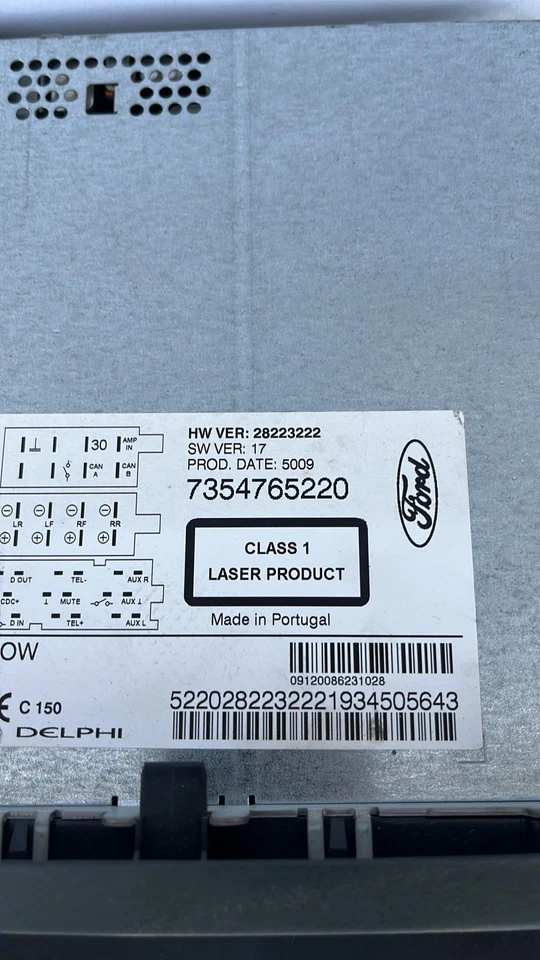 HW VER: 28223222
SW VER: 17
PROD. DATE: 5009
7354765220
Ford
CLASS 1
LASER PRODUCT
Made in Portugal
30 AMP IN
CAN A CAN B
LR LF RF RR
D OUT TEL- AUX R
CDC+ MUTE AUX
D IN TEL+ AUX L
OW
09120086231028
CE C 150
5220282232221934505643
DELPHI